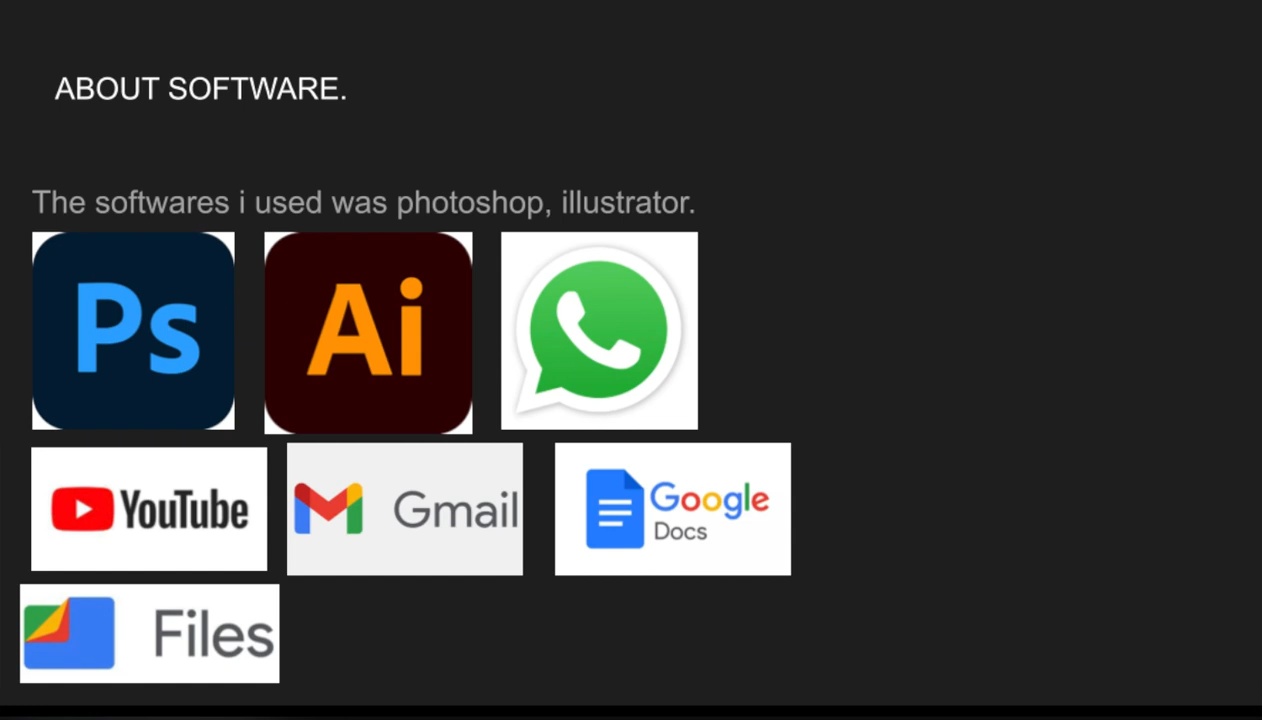 ABOUT SOFTWARE.
The softwares i used was photoshop, illustrator.
Ps Ai
YouTube Gmail Google
Docs
Files